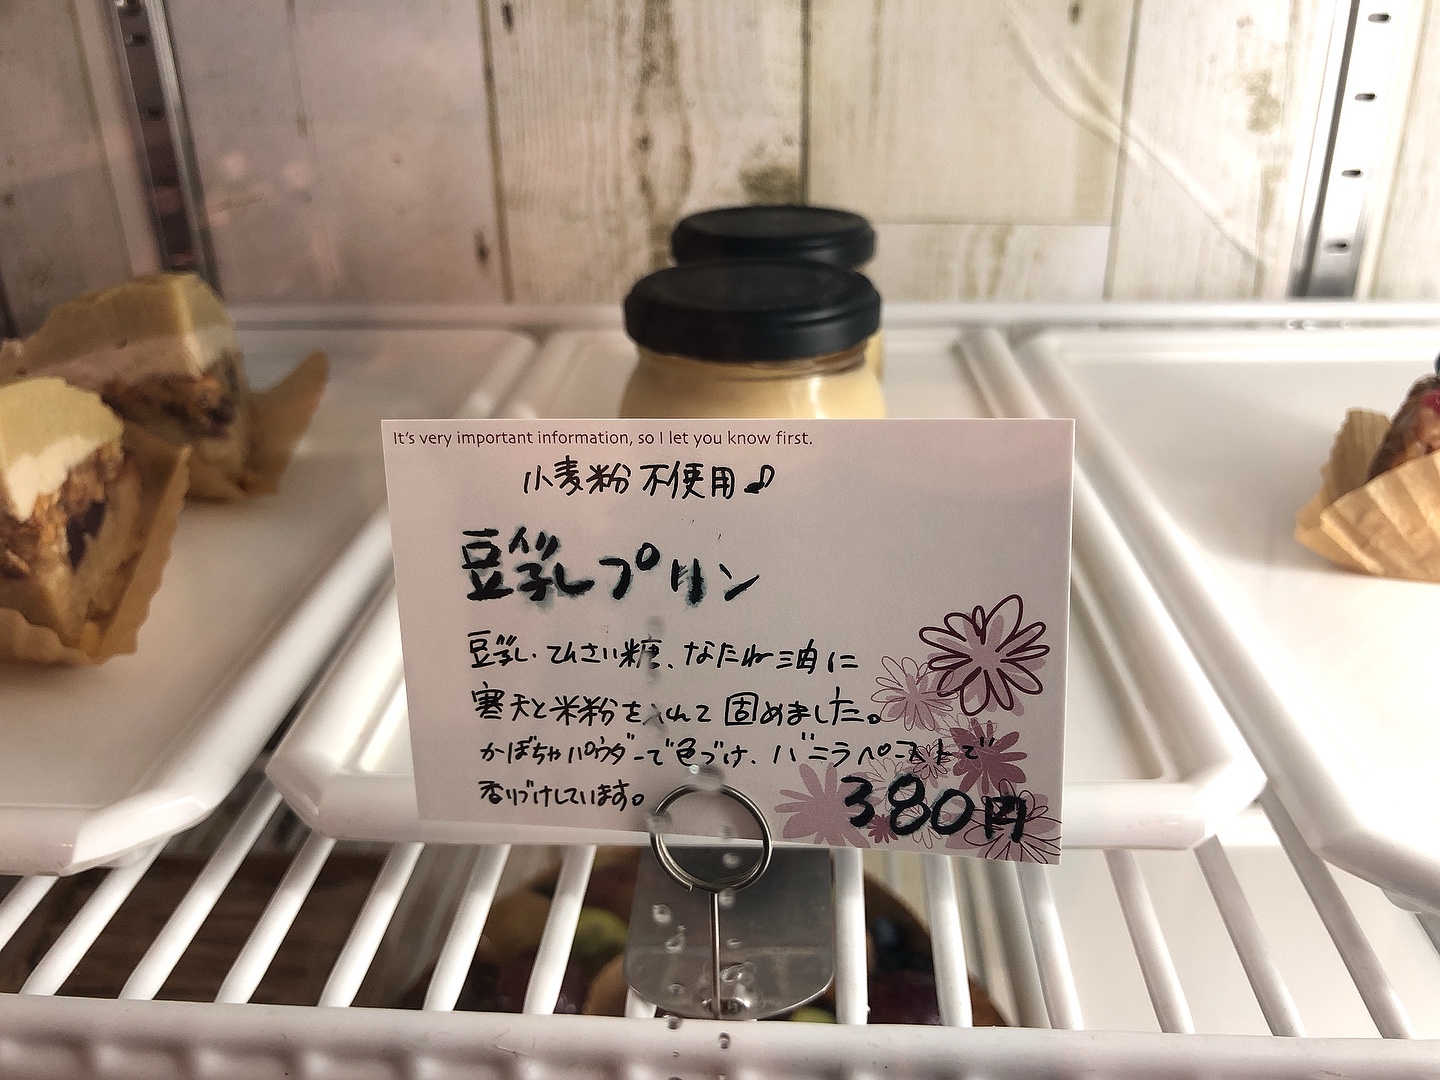 It's very important information, so I let you know first.
小麦粉不使用♪
豆乳プリン
豆乳、てんさい糖、なたね油に
寒天と米粉を入れて固めました。
かぼちゃパウダーで色づけ、バニラペーストで
香りづけしています。
380円